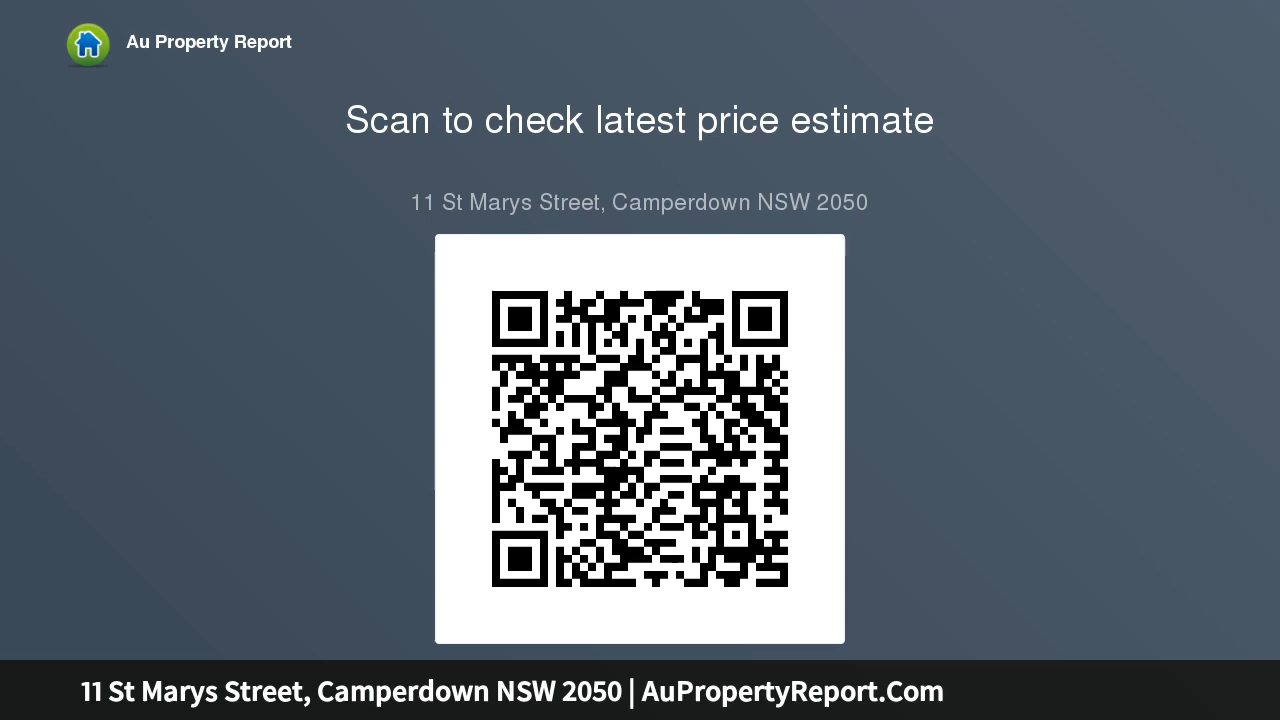 Au Property Report
Scan to check latest price estimate
11 St Marys Street, Camperdown NSW 2050
11 St Marys Street, Camperdown NSW 2050 | AuPropertyReport.Com